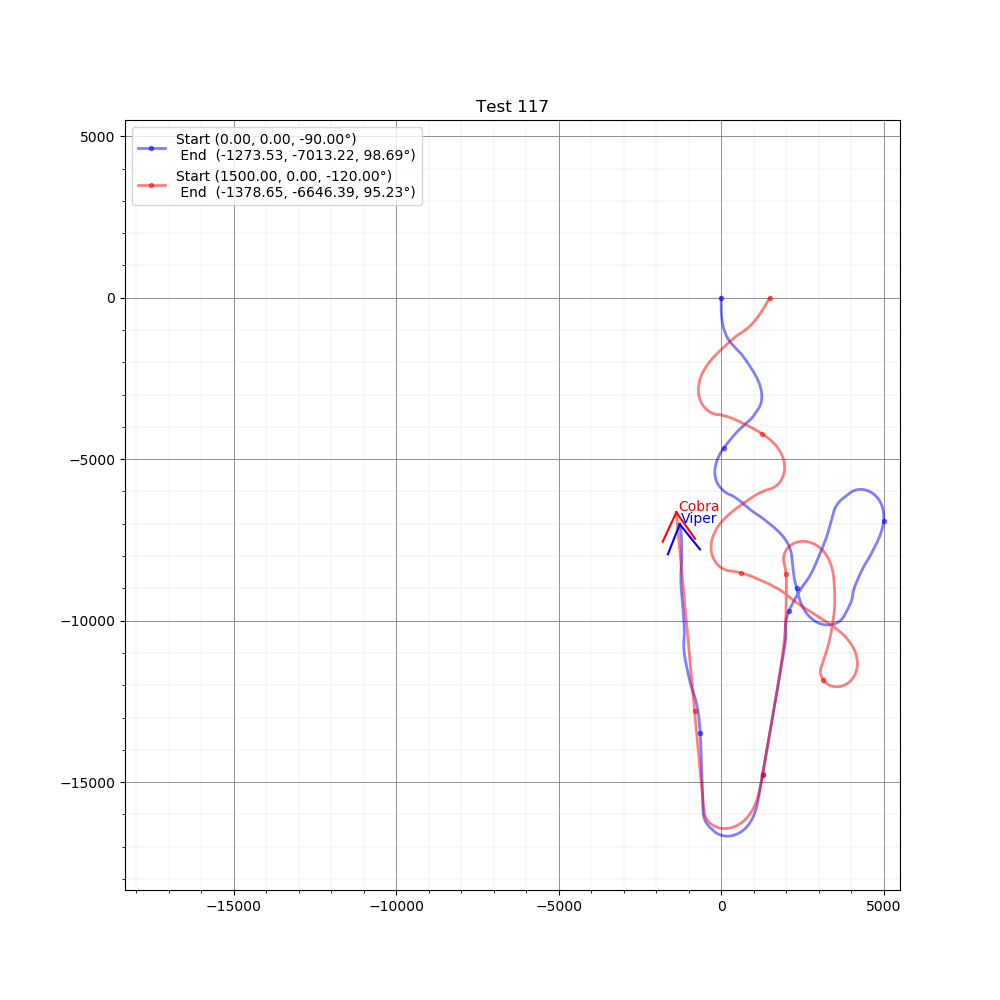 Test 117
Start (0.00, 0.00, -90.00°)
End  (-1273.53, -7013.22, 98.69°)
Start (1500.00, 0.00, -120.00°)
End  (-1378.65, -6646.39, 95.23°)
5000
0
−5000
−10000
−15000
Cobra
Viper
−15000
−10000
−5000
0
5000